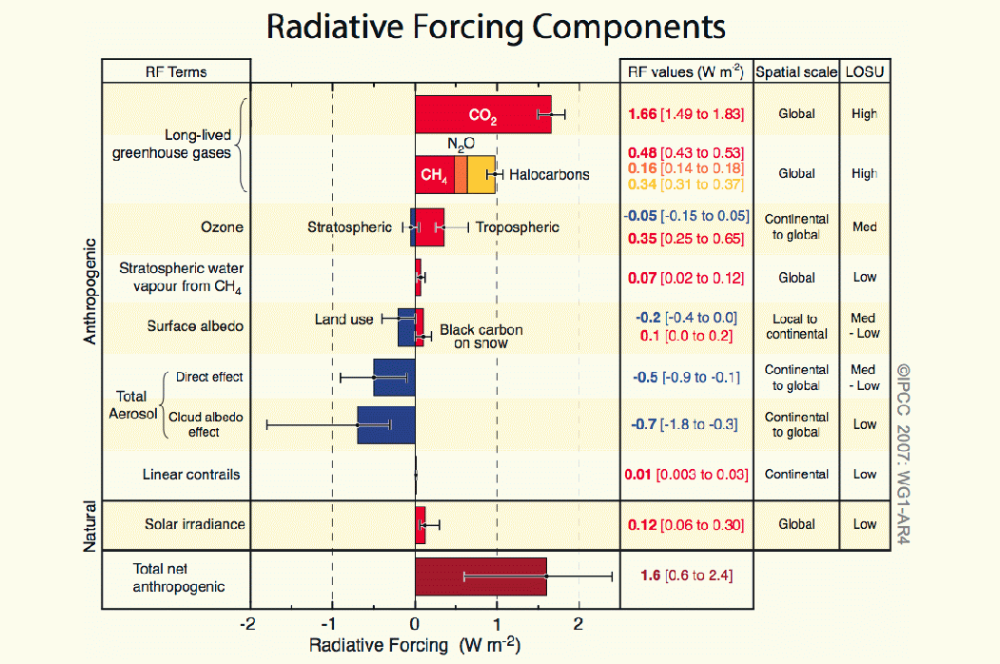 Radiative Forcing Components
RF Terms
RF values (W m-2)
Spatial scale
LOSU
Anthropogenic
Long-lived
greenhouse gases
CO2
1.66 [1.49 to 1.83]
Global
High
N2O
CH4
Halocarbons
0.48 [0.43 to 0.53]
0.16 [0.14 to 0.18]
0.34 [0.31 to 0.37]
Global
High
Ozone
Stratospheric
Tropospheric
-0.05 [-0.15 to 0.05]
0.35 [0.25 to 0.65]
Continental
to global
Med
Stratospheric water
vapour from CH4
0.07 [0.02 to 0.12]
Global
Low
Surface albedo
Land use
Black carbon
on snow
-0.2 [-0.4 to 0.0]
0.1 [0.0 to 0.2]
Local to
continental
Med
- Low
Total
Aerosol
Direct effect
-0.5 [-0.9 to -0.1]
Continental
to global
Med
- Low
Cloud albedo
effect
-0.7 [-1.8 to -0.3]
Continental
to global
Low
Linear contrails
0.01 [0.003 to 0.03]
Continental
Low
Natural
Solar irradiance
0.12 [0.06 to 0.30]
Global
Low
Total net
anthropogenic
1.6 [0.6 to 2.4]
-2 -1 0 1 2
Radiative Forcing (W m-2)
©IPCC 2007: WG1-AR4